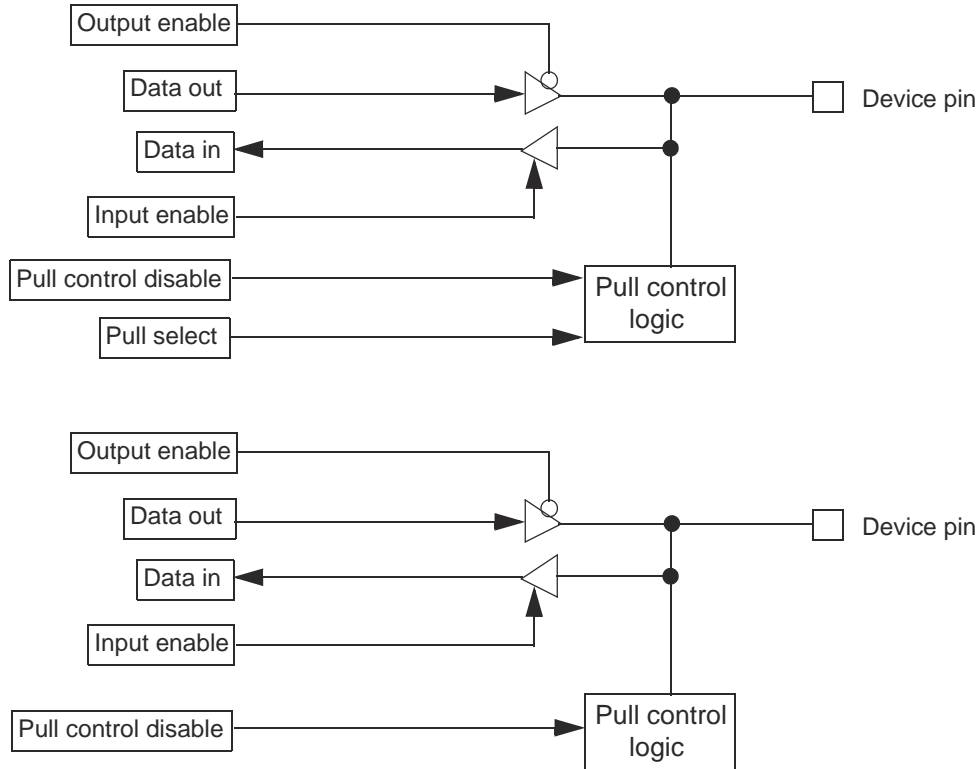 Output enable
Data out
Device pin
Data in
Input enable
Pull control disable
Pull control
logic
Pull select
Output enable
Data out
Device pin
Data in
Input enable
Pull control disable
Pull control
logic